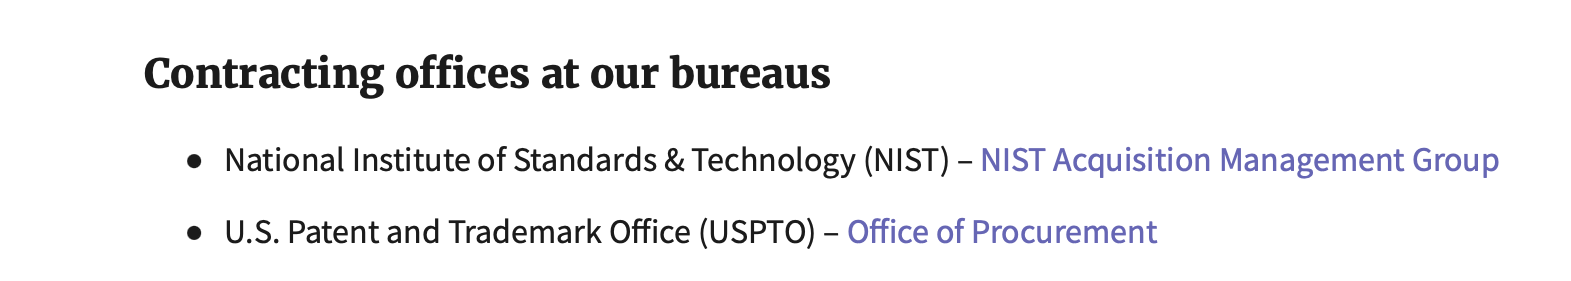 Contracting offices at our bureaus
• National Institute of Standards & Technology (NIST) – NIST Acquisition Management Group
• U.S. Patent and Trademark Office (USPTO) – Office of Procurement